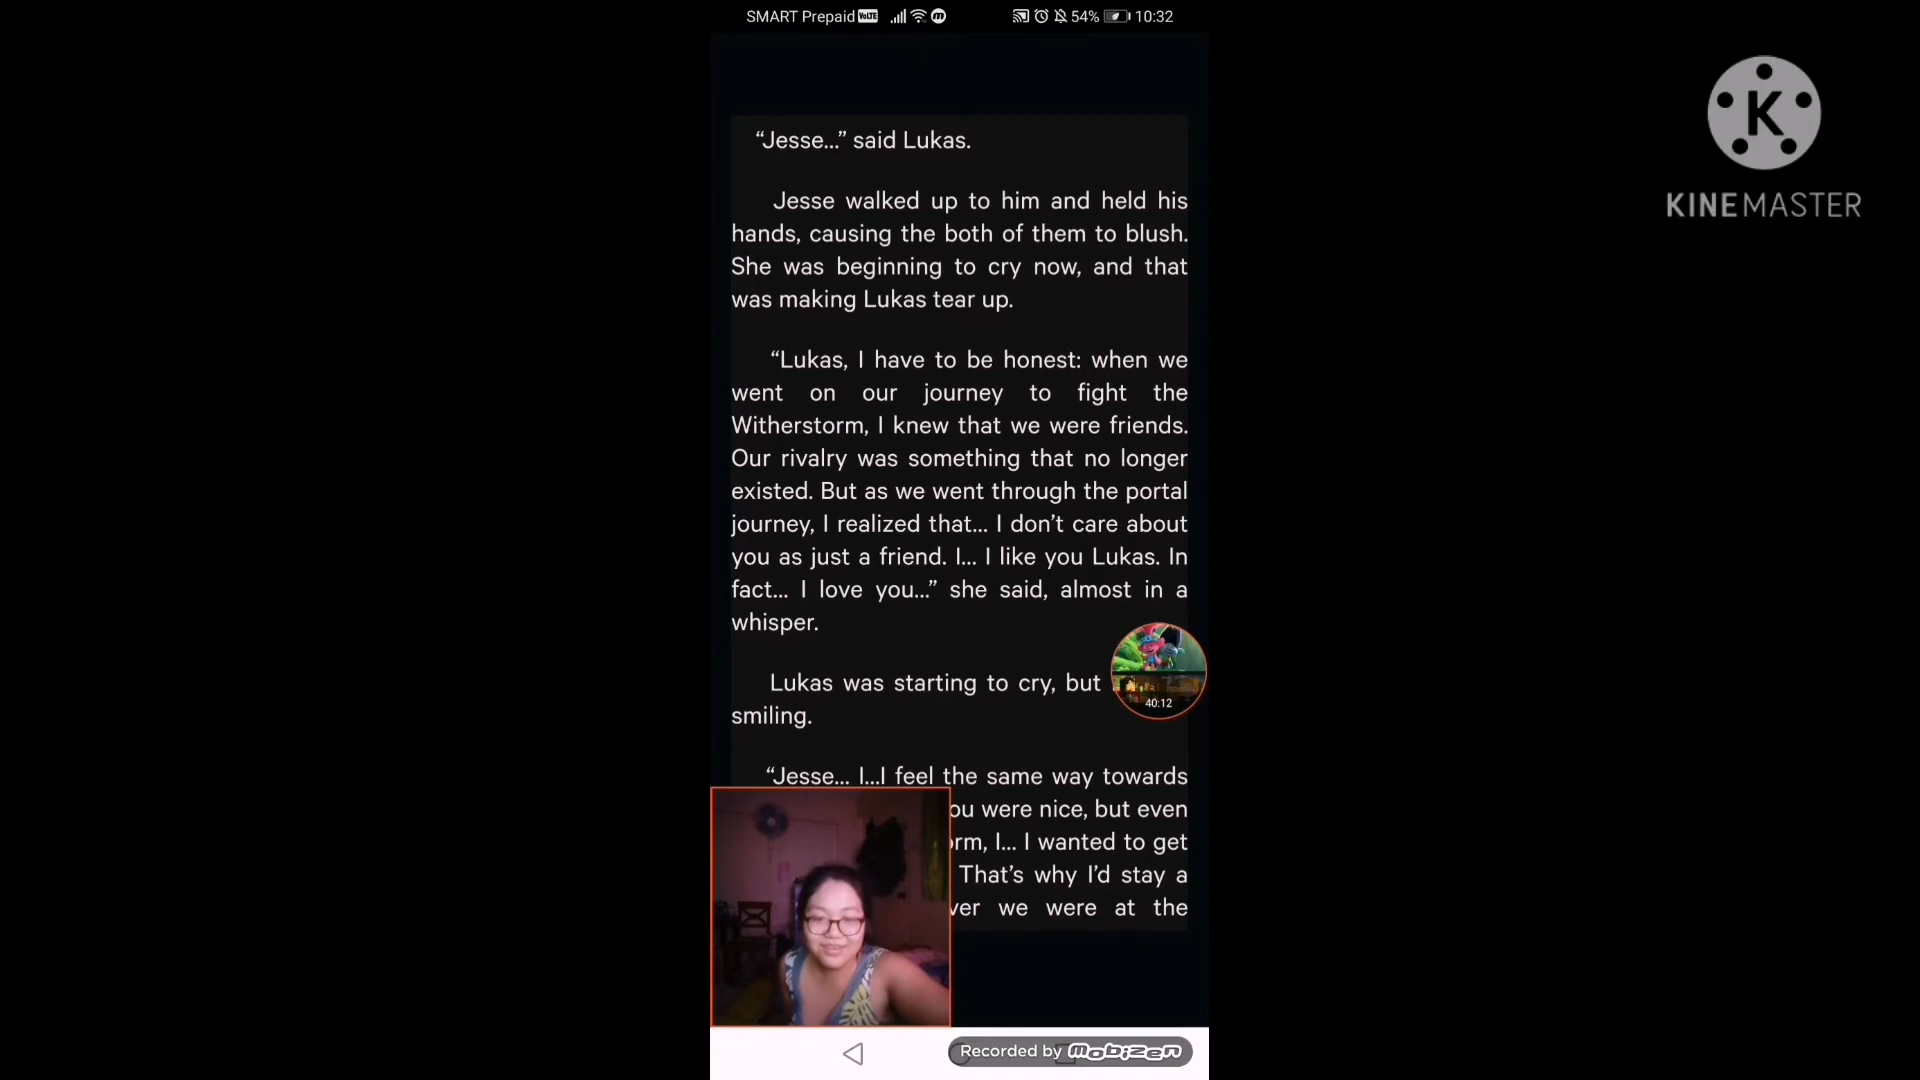 SMART Prepaid VoLTE 54% 10:32
K
KINEMASTER
“Jesse...” said Lukas.
Jesse walked up to him and held his
hands, causing the both of them to blush.
She was beginning to cry now, and that
was making Lukas tear up.
“Lukas, I have to be honest: when we
went on our journey to fight the
Witherstorm, I knew that we were friends.
Our rivalry was something that no longer
existed. But as we went through the portal
journey, I realized that... I don’t care about
you as just a friend. I... I like you Lukas. In
fact... I love you...” she said, almost in a
whisper.
Lukas was starting to cry, but
smiling.
40:12
“Jesse... I...I feel the same way towards
ou were nice, but even
orm, I... I wanted to get
That’s why I’d stay a
ver we were at the
Recorded by mobizen